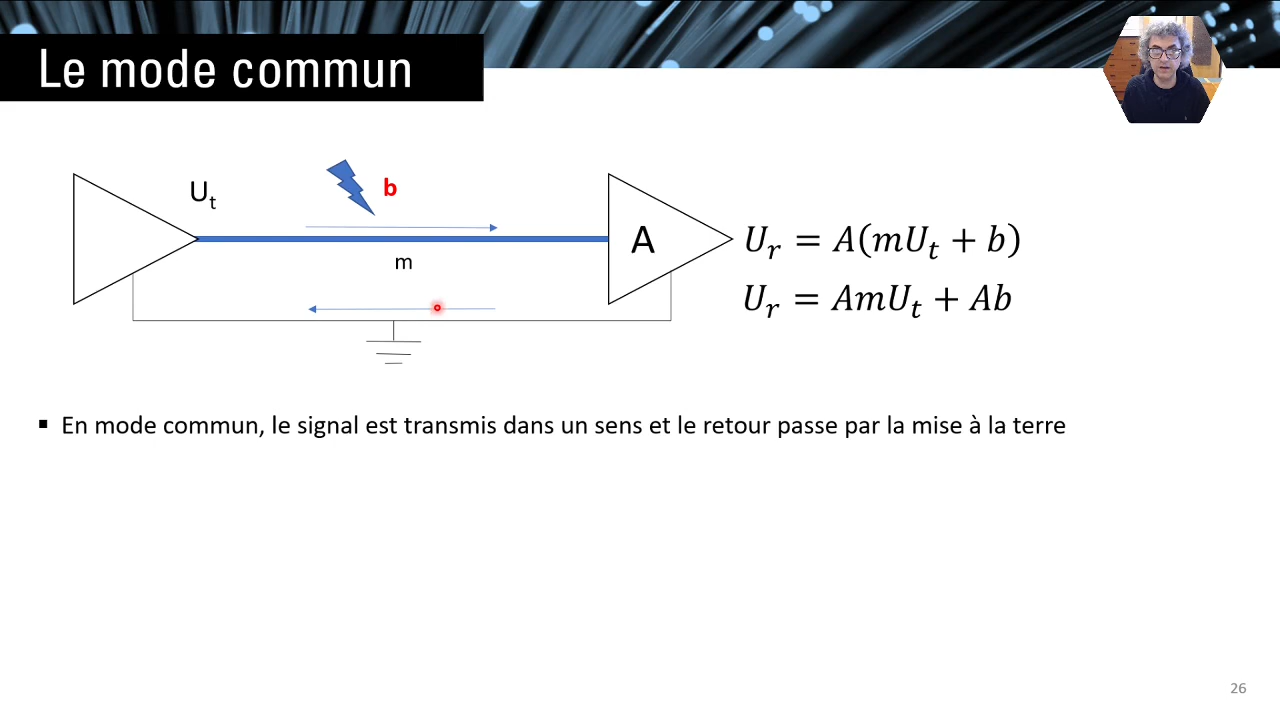 Le mode commun
Uₜ
b
A
m
Uᵣ = A(mUₜ + b)
Uᵣ = AmUₜ + Ab
▪ En mode commun, le signal est transmis dans un sens et le retour passe par la mise à la terre
26